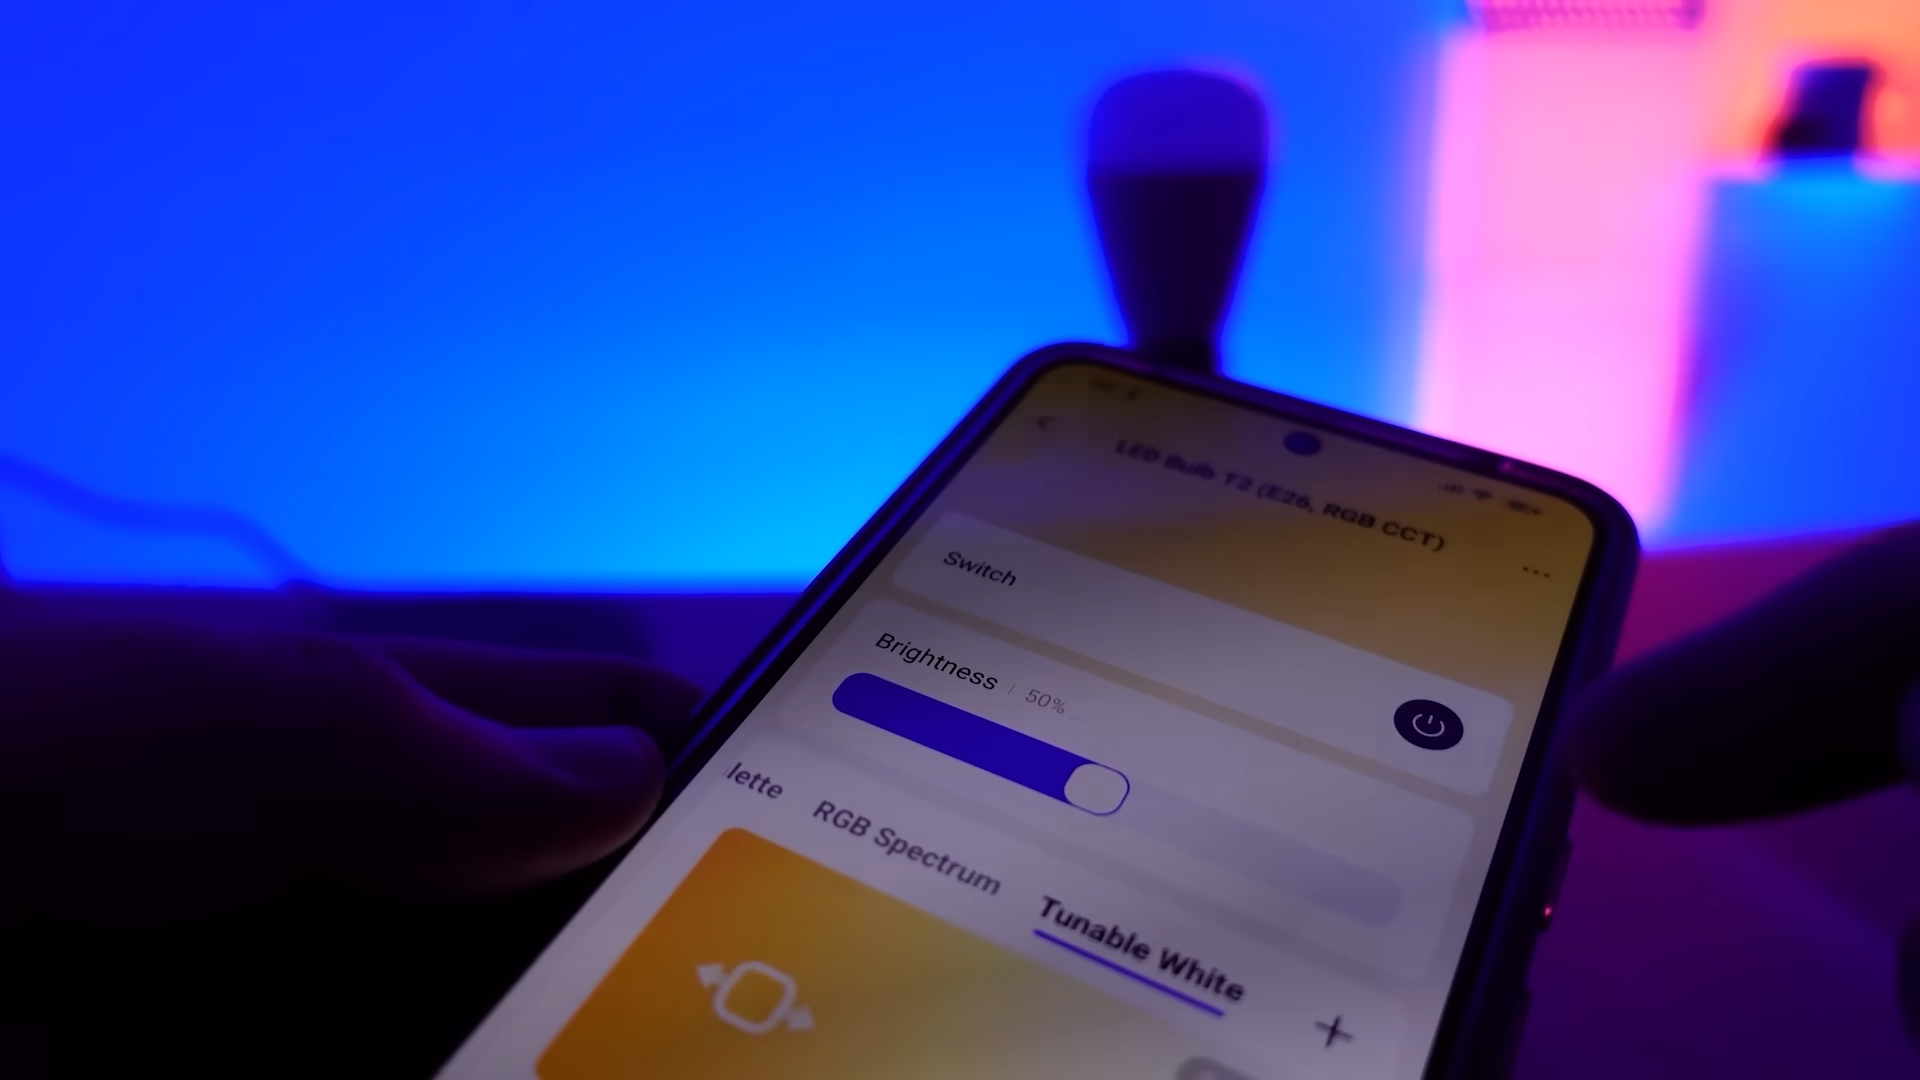 LED Bulb T2 (E26, RGB CCT)
...
Switch
Brightness | 50%
lette RGB Spectrum Tunable White